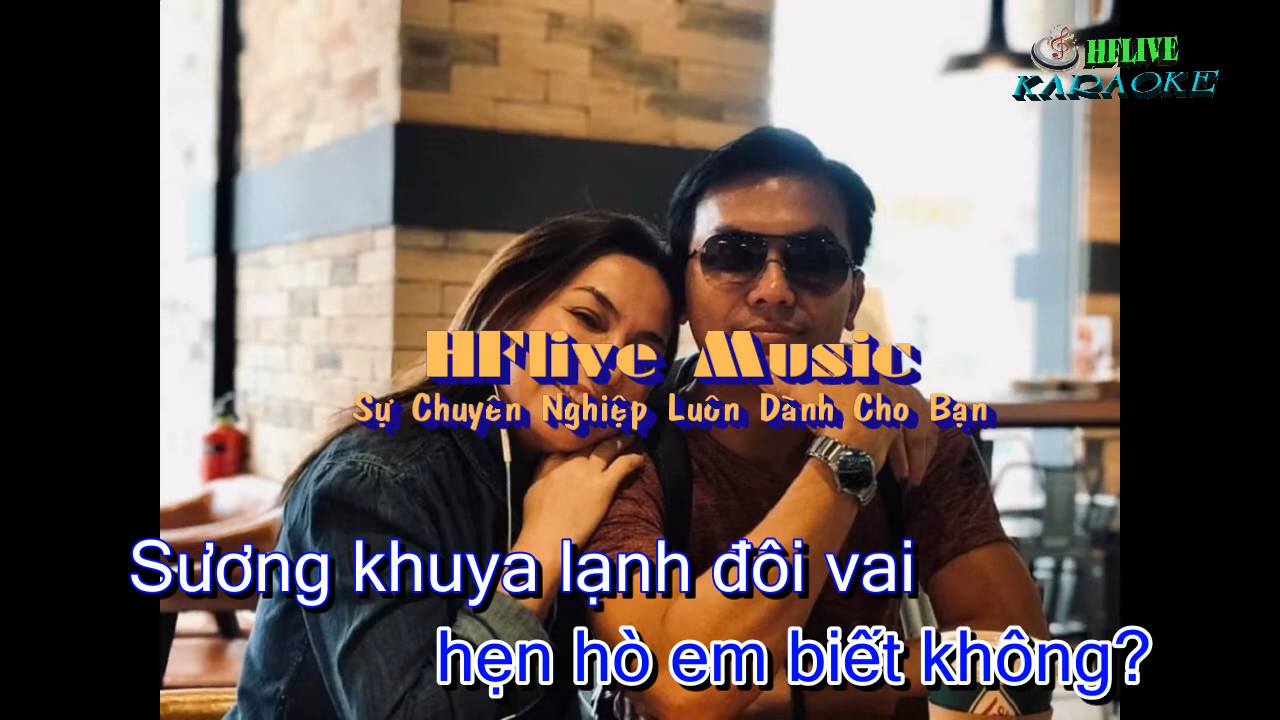 HFLIVE
KARAOKE
HFlive Music
Sự Chuyên Nghiệp Luôn Dành Cho Bạn
Sương khuya lạnh đôi vai
hẹn hò em biết không?